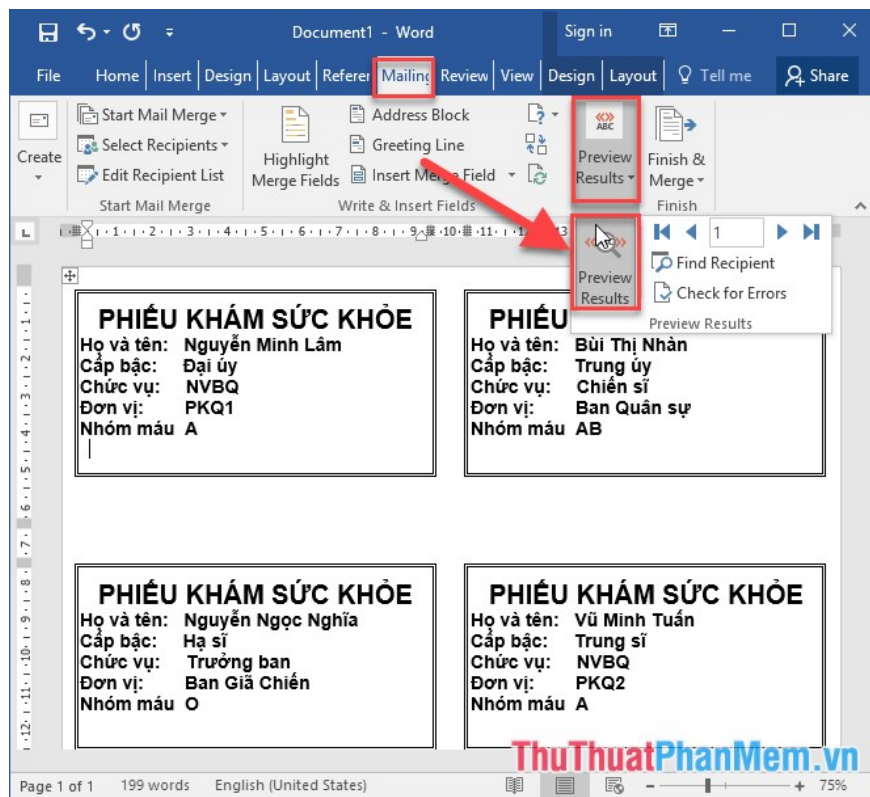 Document1 - Word
Sign in
File Home Insert Design Layout Referen Mailing Review View Design Layout Tell me Share
Create
Start Mail Merge
Select Recipients
Edit Recipient List
Start Mail Merge
Highlight
Merge Fields
Address Block
Greeting Line
Insert Merge Field
Write & Insert Fields
ABC
Preview
Results
Finish &
Merge
Finish
Preview
Results
1
Find Recipient
Check for Errors
Preview Results
PHIẾU KHÁM SỨC KHỎE
Họ và tên: Nguyễn Minh Lâm
Cấp bậc: Đại úy
Chức vụ: NVBQ
Đơn vị: PKQ1
Nhóm máu A
PHIẾU
Họ và tên: Bùi Thị Nhàn
Cấp bậc: Trung úy
Chức vụ: Chiến sĩ
Đơn vị: Ban Quân sự
Nhóm máu AB
PHIẾU KHÁM SỨC KHỎE
Họ và tên: Nguyễn Ngọc Nghĩa
Cấp bậc: Hạ sĩ
Chức vụ: Trưởng ban
Đơn vị: Ban Giã Chiến
Nhóm máu O
PHIẾU KHÁM SỨC KHỎE
Họ và tên: Vũ Minh Tuấn
Cấp bậc: Trung sĩ
Chức vụ: NVBQ
Đơn vị: PKQ2
Nhóm máu A
ThuThuatPhanMem.vn
Page 1 of 1 199 words English (United States) 75%